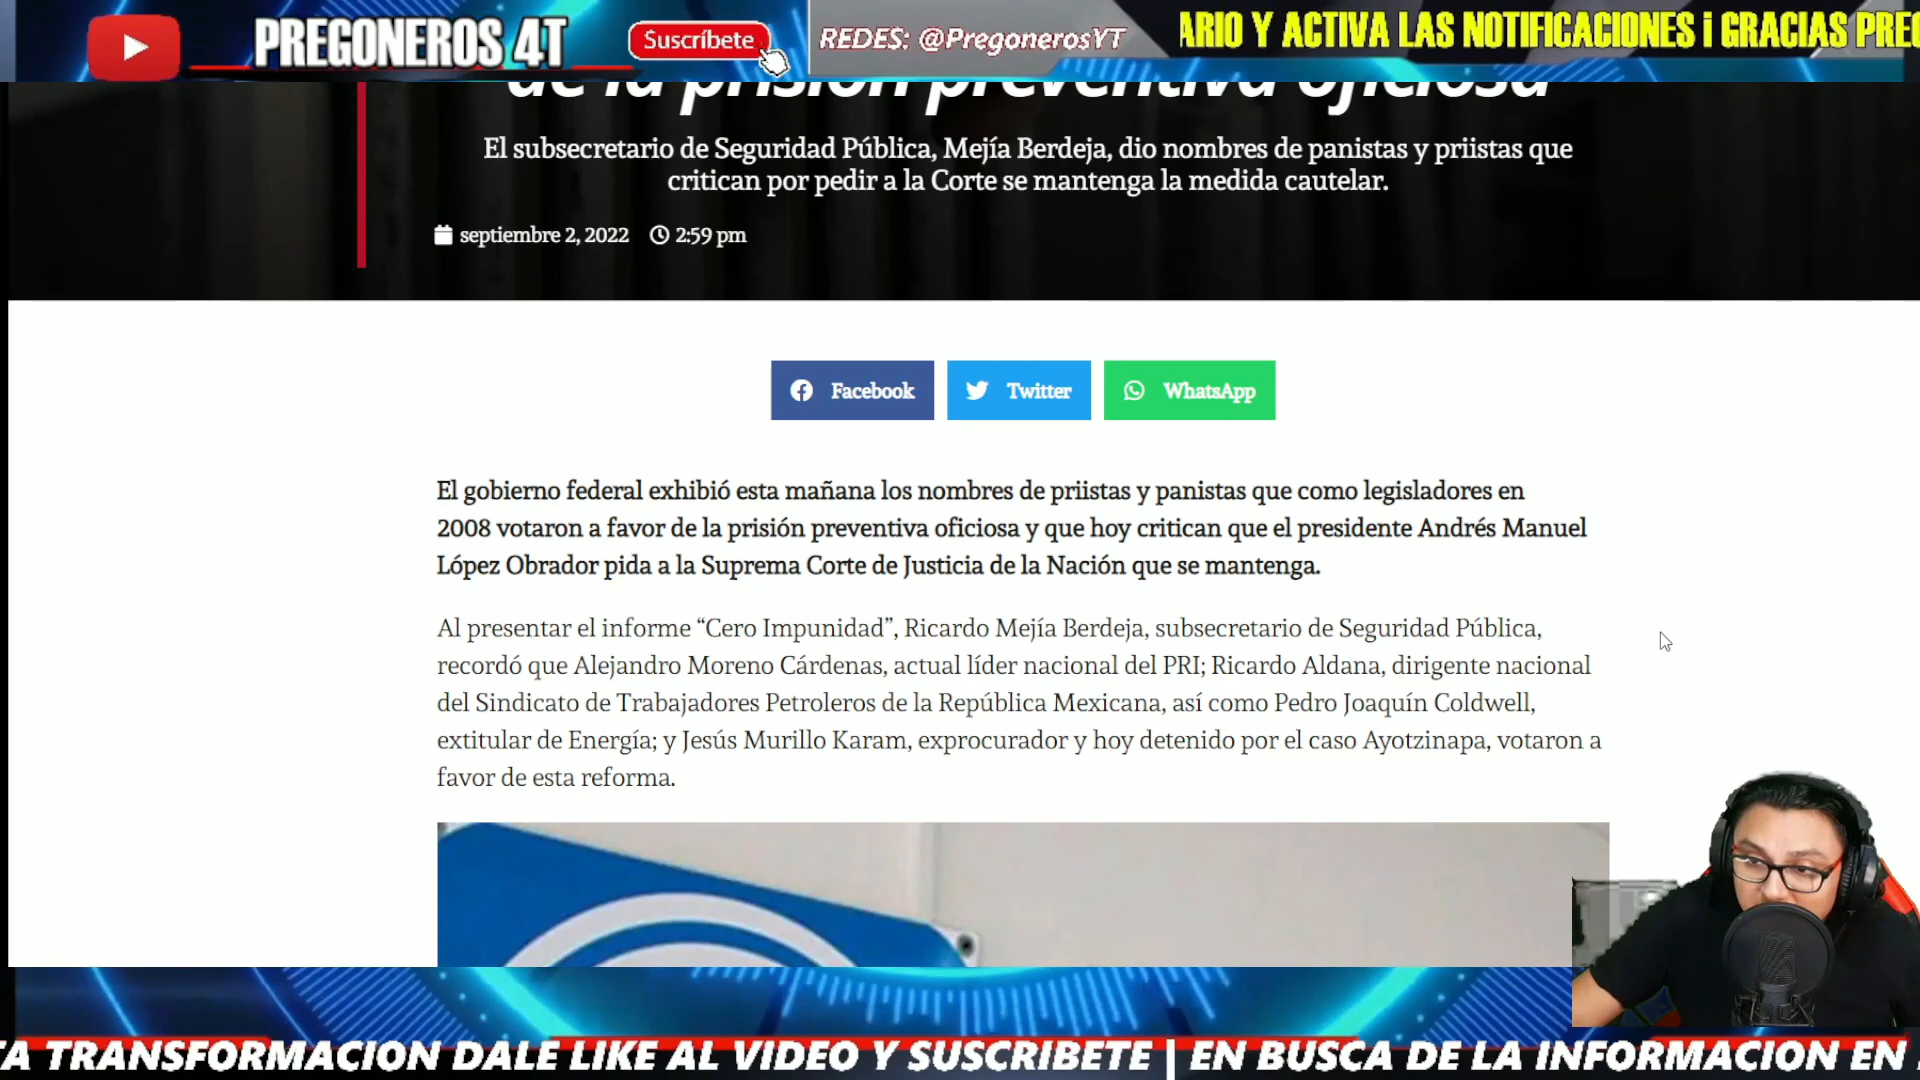 PREGONEROS 4T
Suscríbete
REDES: @PregonerosYT
ARIO Y ACTIVA LAS NOTIFICACIONES ¡ GRACIAS
de la prisión preventiva oficiosa
El subsecretario de Seguridad Pública, Mejía Berdeja, dio nombres de panistas y priistas que
critican por pedir a la Corte se mantenga la medida cautelar.
septiembre 2, 2022 2:59 pm
Facebook
Twitter
WhatsApp
El gobierno federal exhibió esta mañana los nombres de priistas y panistas que como legisladores en
2008 votaron a favor de la prisión preventiva oficiosa y que hoy critican que el presidente Andrés Manuel
López Obrador pida a la Suprema Corte de Justicia de la Nación que se mantenga.
Al presentar el informe “Cero Impunidad”, Ricardo Mejía Berdeja, subsecretario de Seguridad Pública,
recordó que Alejandro Moreno Cárdenas, actual líder nacional del PRI; Ricardo Aldana, dirigente nacional
del Sindicato de Trabajadores Petroleros de la República Mexicana, así como Pedro Joaquín Coldwell,
extitular de Energía; y Jesús Murillo Karam, exprocurador y hoy detenido por el caso Ayotzinapa, votaron a
favor de esta reforma.
TA TRANSFORMACION DALE LIKE AL VIDEO Y SUSCRIBETE | EN BUSCA DE LA INFORMACION EN